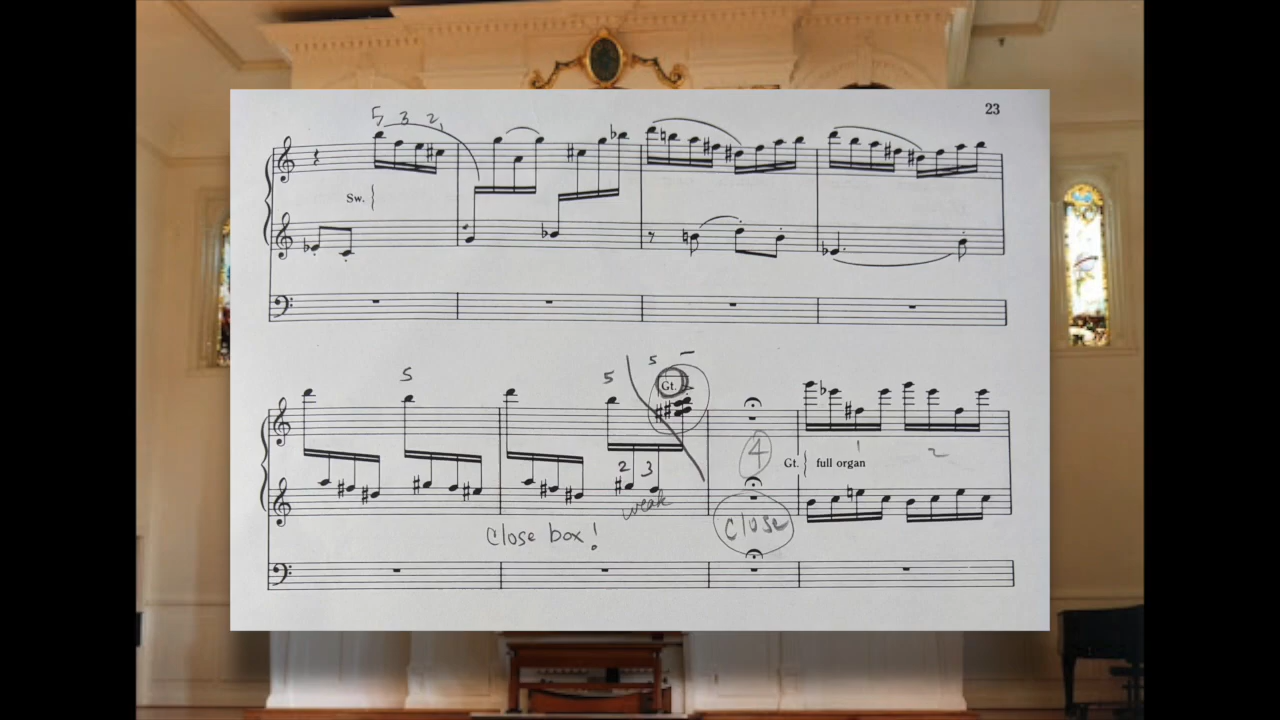 23
5 3 2 1
Sw.
5 5 5
Gt.
2 3
4
Gt. full organ
1 2
weak
close
Close box!